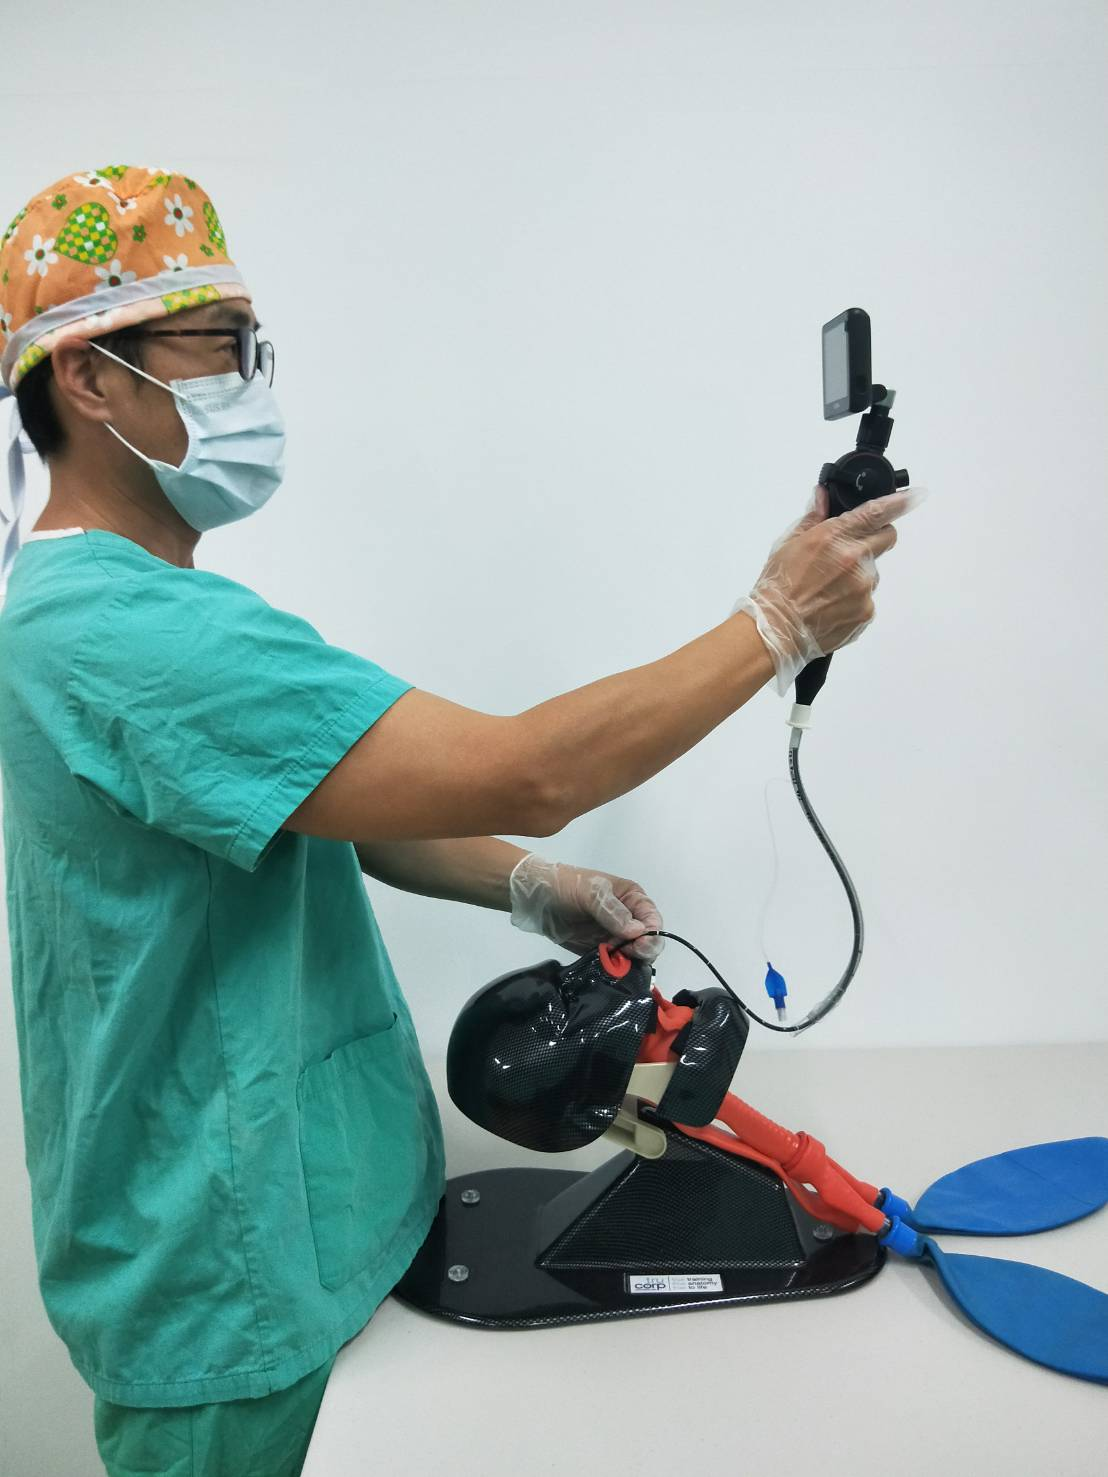 tru
corp
true training
true anatomy
true to life